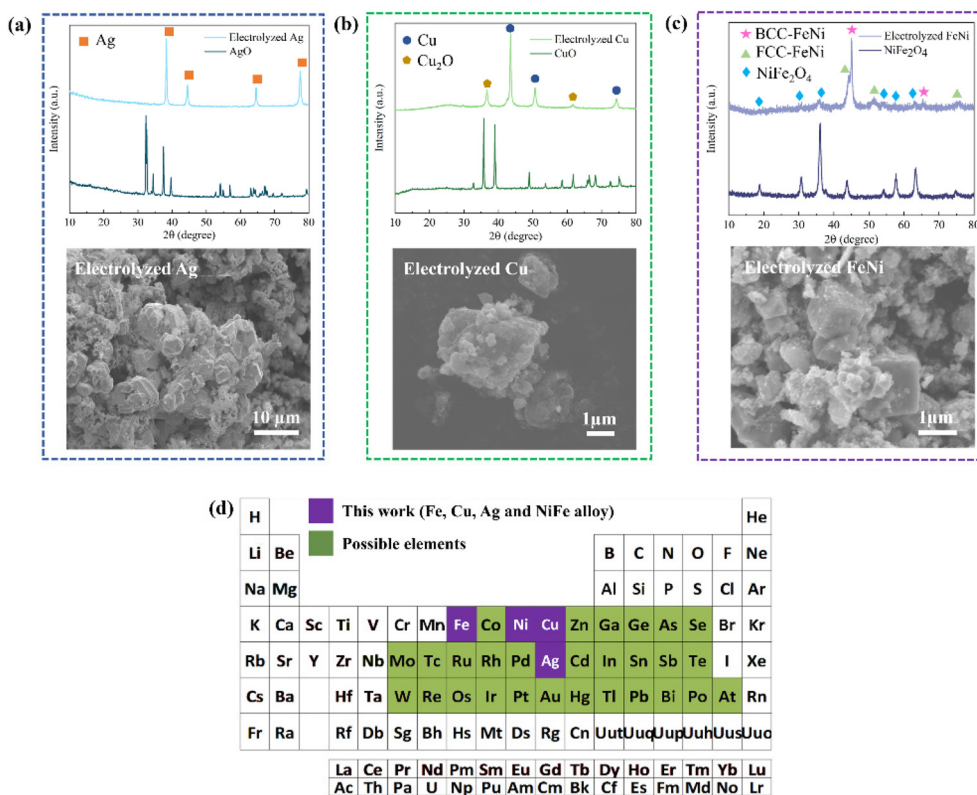 (a)
Ag
Electrolyzed Ag
AgO
Intensity (a.u.)
10 20 30 40 50 60 70 80
2θ (degree)
Electrolyzed Ag
10 μm
(b)
Cu
Cu2O
Electrolyzed Cu
CuO
Intensity (a.u.)
10 20 30 40 50 60 70 80
2θ (degree)
Electrolyzed Cu
1μm
(c)
BCC-FeNi
FCC-FeNi
NiFe2O4
Electrolyzed FeNi
NiFe2O4
Intensity (a.u.)
10 20 30 40 50 60 70 80
2θ (degree)
Electrolyzed FeNi
1μm
(d)
This work (Fe, Cu, Ag and NiFe alloy)
Possible elements
H He
Li Be B C N O F Ne
Na Mg Al Si P S Cl Ar
K Ca Sc Ti V Cr Mn Fe Co Ni Cu Zn Ga Ge As Se Br Kr
Rb Sr Y Zr Nb Mo Tc Ru Rh Pd Ag Cd In Sn Sb Te I Xe
Cs Ba Hf Ta W Re Os Ir Pt Au Hg Tl Pb Bi Po At Rn
Fr Ra Rf Db Sg Bh Hs Mt Ds Rg Cn Uut Uuq Uup Uuh Uus Uuo
La Ce Pr Nd Pm Sm Eu Gd Tb Dy Ho Er Tm Yb Lu
Ac Th Pa U Np Pu Am Cm Bk Cf Es Fm Md No Lr